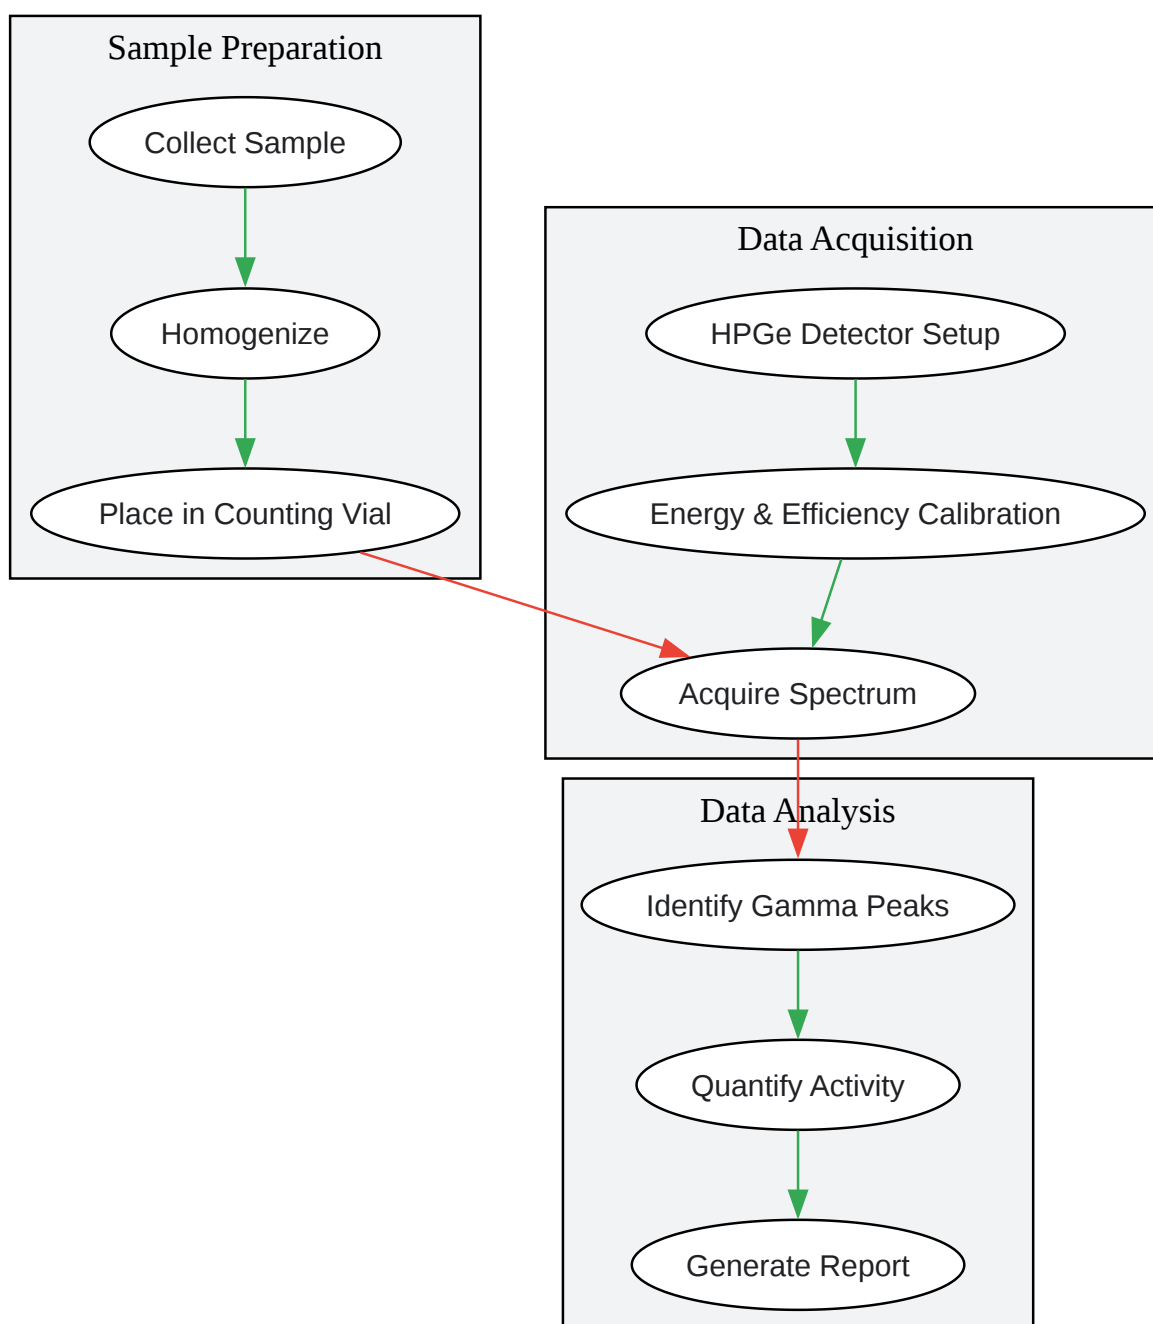 Sample Preparation
Collect Sample
Homogenize
Place in Counting Vial
Data Acquisition
HPGe Detector Setup
Energy & Efficiency Calibration
Acquire Spectrum
Data Analysis
Identify Gamma Peaks
Quantify Activity
Generate Report